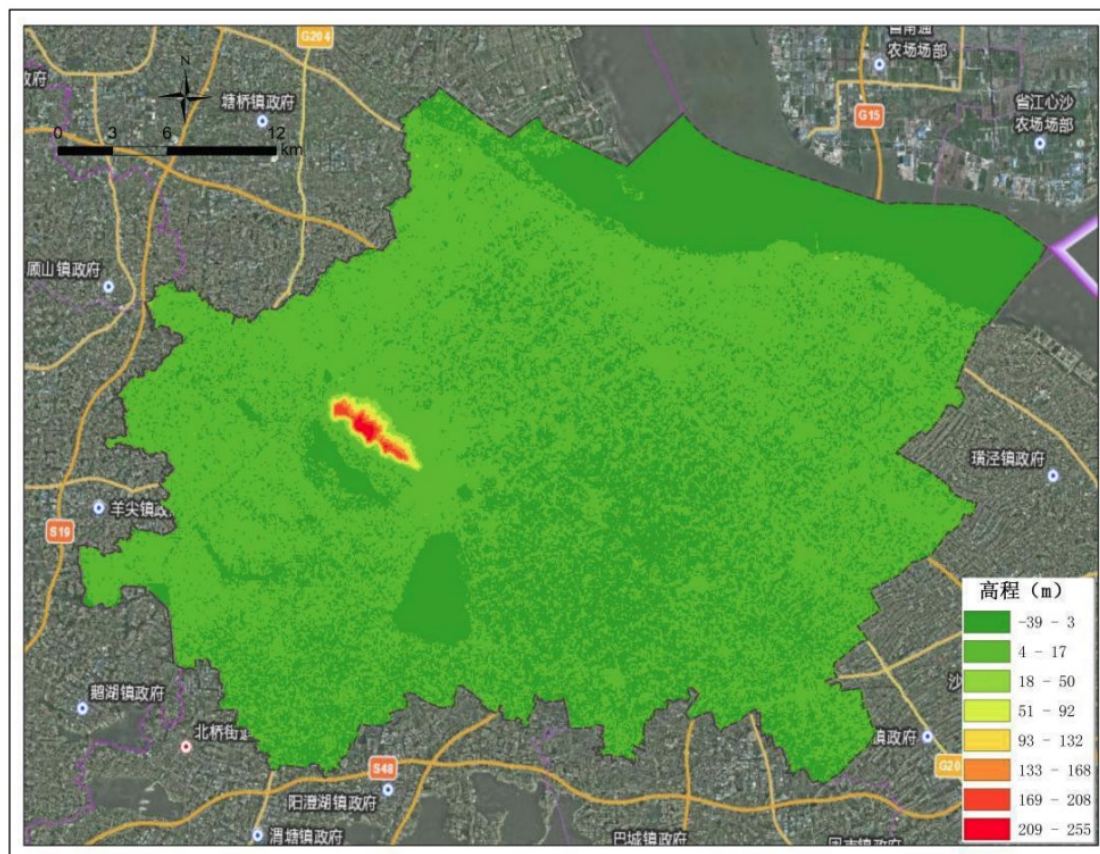 G204
农场场部
N
塘桥镇政府
省江心沙
农场场部
G15
0 3 6 12
km
顾山镇政府
璜泾镇政府
羊尖镇政
S19
高程（m）
-39 - 3
4 - 17
18 - 50
51 - 92
93 - 132
133 - 168
169 - 208
209 - 255
鹅湖镇政府
北桥街
镇政府
G20
S48
阳澄湖镇政府
渭塘镇政府
巴城镇政府